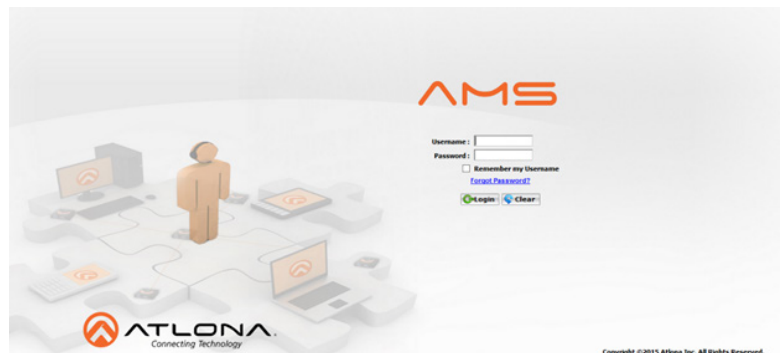 AMS
Username :
Password :
Remember my Username
Forgot Password?
Login Clear
ATLONA.
Connecting Technology
Copyright ©2015 Atlona Inc. All Rights Reserved.